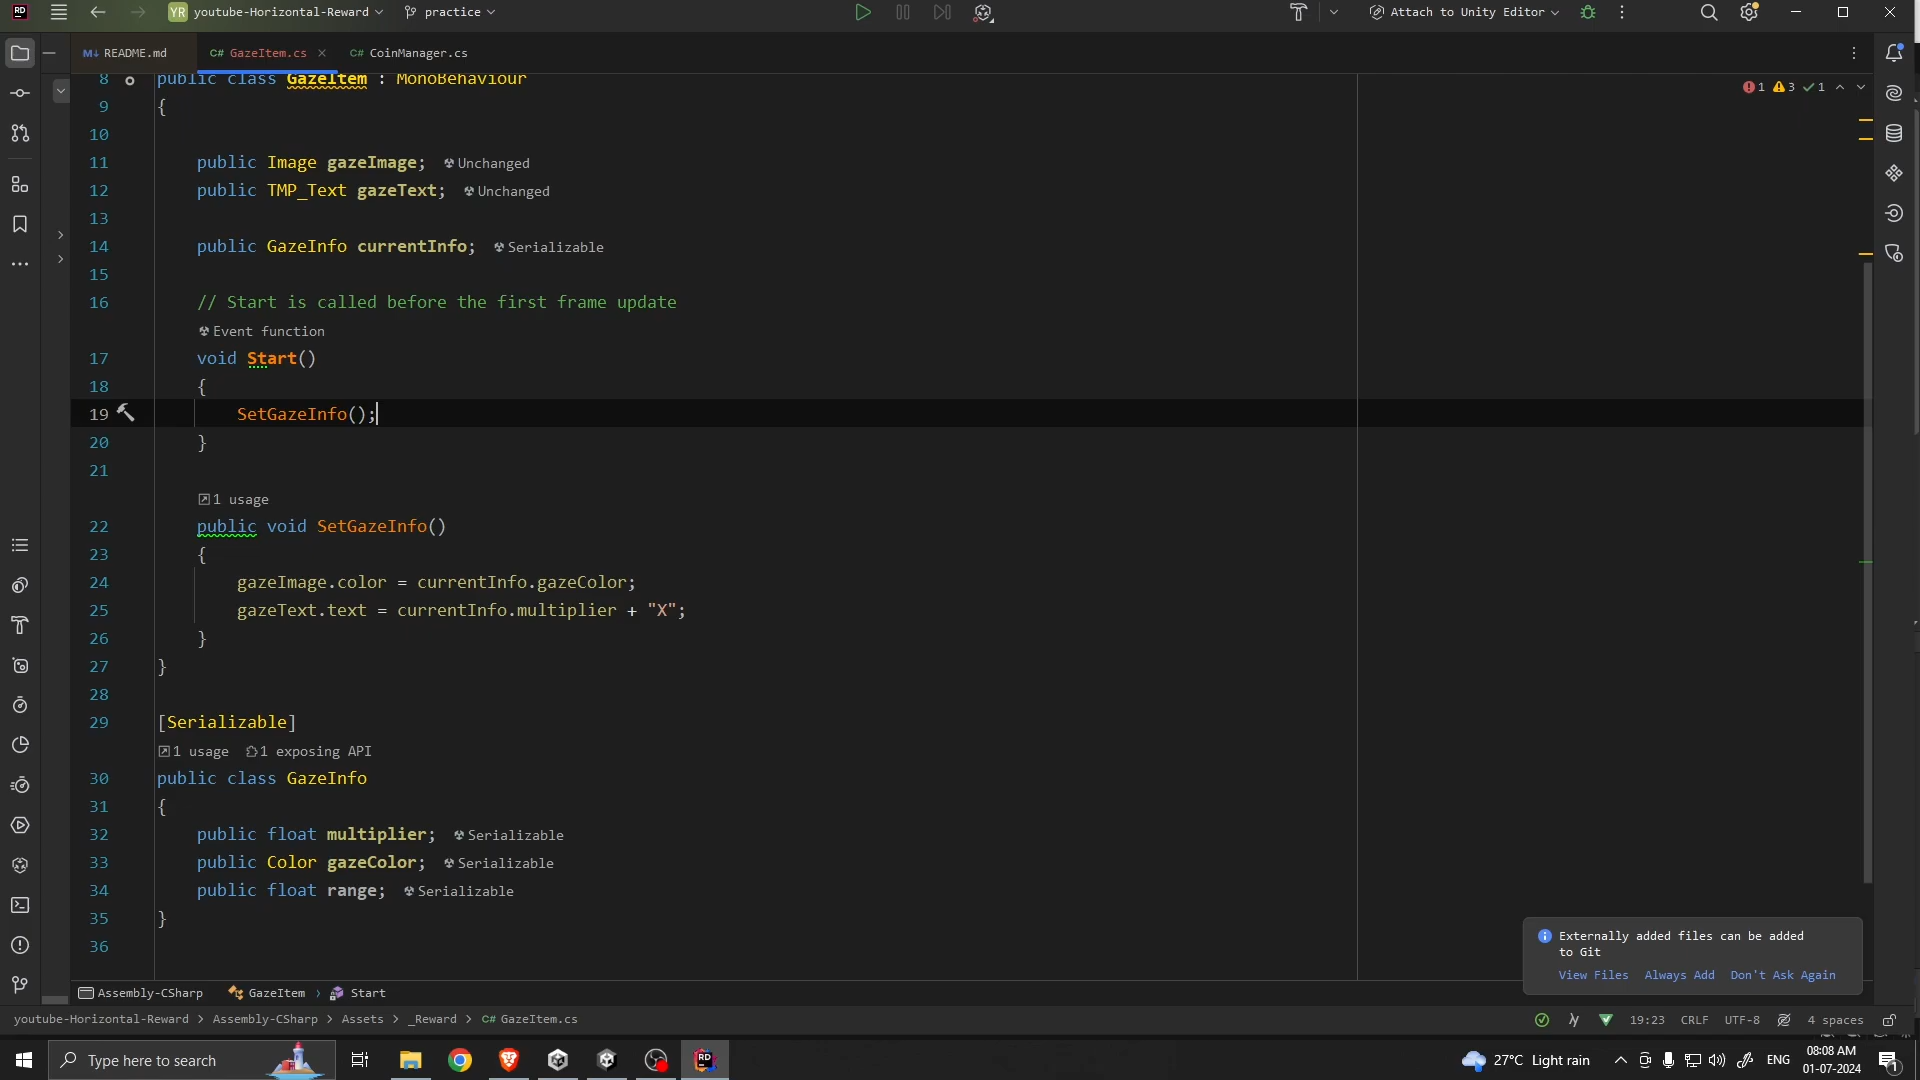 YR youtube-Horizontal-Reward practice Attach to Unity Editor
README.md C# GazeItem.cs C# CoinManager.cs
8 public class GazeItem : MonoBehaviour
1 3 1
9 {
10
11 public Image gazeImage; Unchanged
12 public TMP_Text gazeText; Unchanged
13
14 public GazeInfo currentInfo; Serializable
15
16 // Start is called before the first frame update
Event function
17 void Start()
18 {
19 SetGazeInfo();
20 }
21
1 usage
22 public void SetGazeInfo()
23 {
24 gazeImage.color = currentInfo.gazeColor;
25 gazeText.text = currentInfo.multiplier + "X";
26 }
27 }
28
29 [Serializable]
1 usage 1 exposing API
30 public class GazeInfo
31 {
32 public float multiplier; Serializable
33 public Color gazeColor; Serializable
34 public float range; Serializable
35 }
36
Externally added files can be added
to Git
View Files Always Add Don't Ask Again
Assembly-CSharp GazeItem › Start
youtube-Horizontal-Reward › Assembly-CSharp › Assets › _Reward › C# GazeItem.cs 19:23 CRLF UTF-8 4 spaces
Type here to search RD 27°C Light rain ENG 08:08 AM
01-07-2024 1